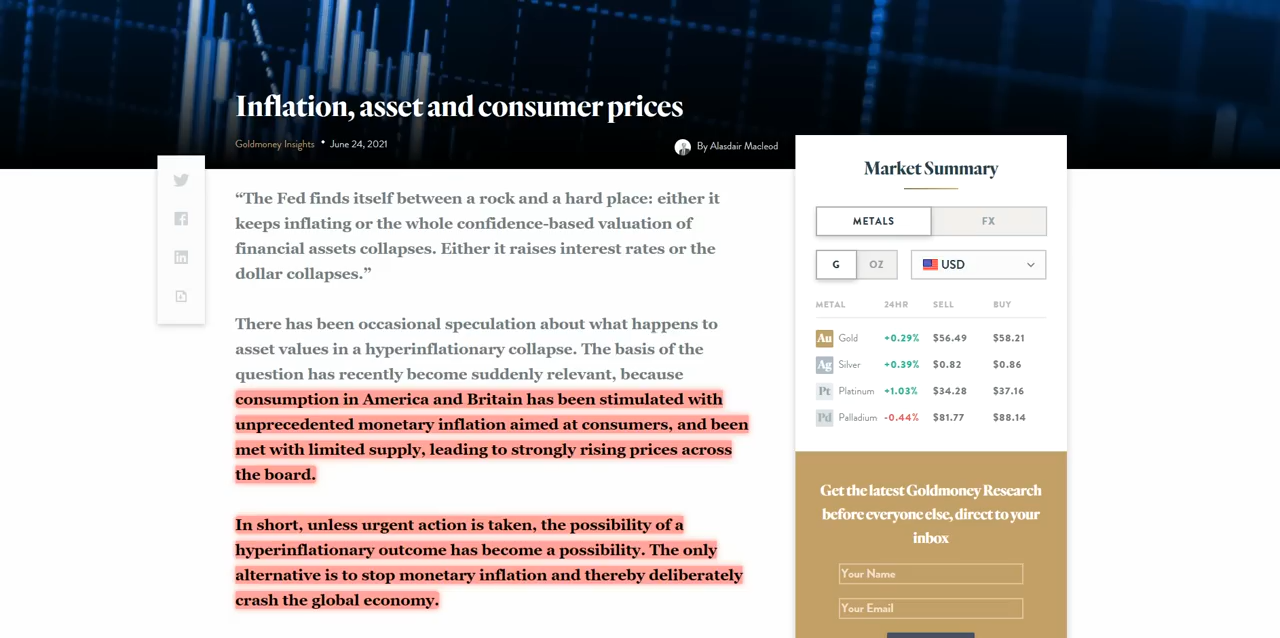 Inflation, asset and consumer prices
Goldmoney Insights • June 24, 2021
By Alasdair Macleod
“The Fed finds itself between a rock and a hard place: either it
keeps inflating or the whole confidence-based valuation of
financial assets collapses. Either it raises interest rates or the
dollar collapses.”
There has been occasional speculation about what happens to
asset values in a hyperinflationary collapse. The basis of the
question has recently become suddenly relevant, because
consumption in America and Britain has been stimulated with
unprecedented monetary inflation aimed at consumers, and been
met with limited supply, leading to strongly rising prices across
the board.
In short, unless urgent action is taken, the possibility of a
hyperinflationary outcome has become a possibility. The only
alternative is to stop monetary inflation and thereby deliberately
crash the global economy.
Market Summary
METALS FX
G OZ USD
METAL 24HR SELL BUY
Au Gold +0.29% $56.49 $58.21
Ag Silver +0.39% $0.82 $0.86
Pt Platinum +1.03% $34.28 $37.16
Pd Palladium -0.44% $81.77 $88.14
Get the latest Goldmoney Research
before everyone else, direct to your
inbox
Your Name
Your Email